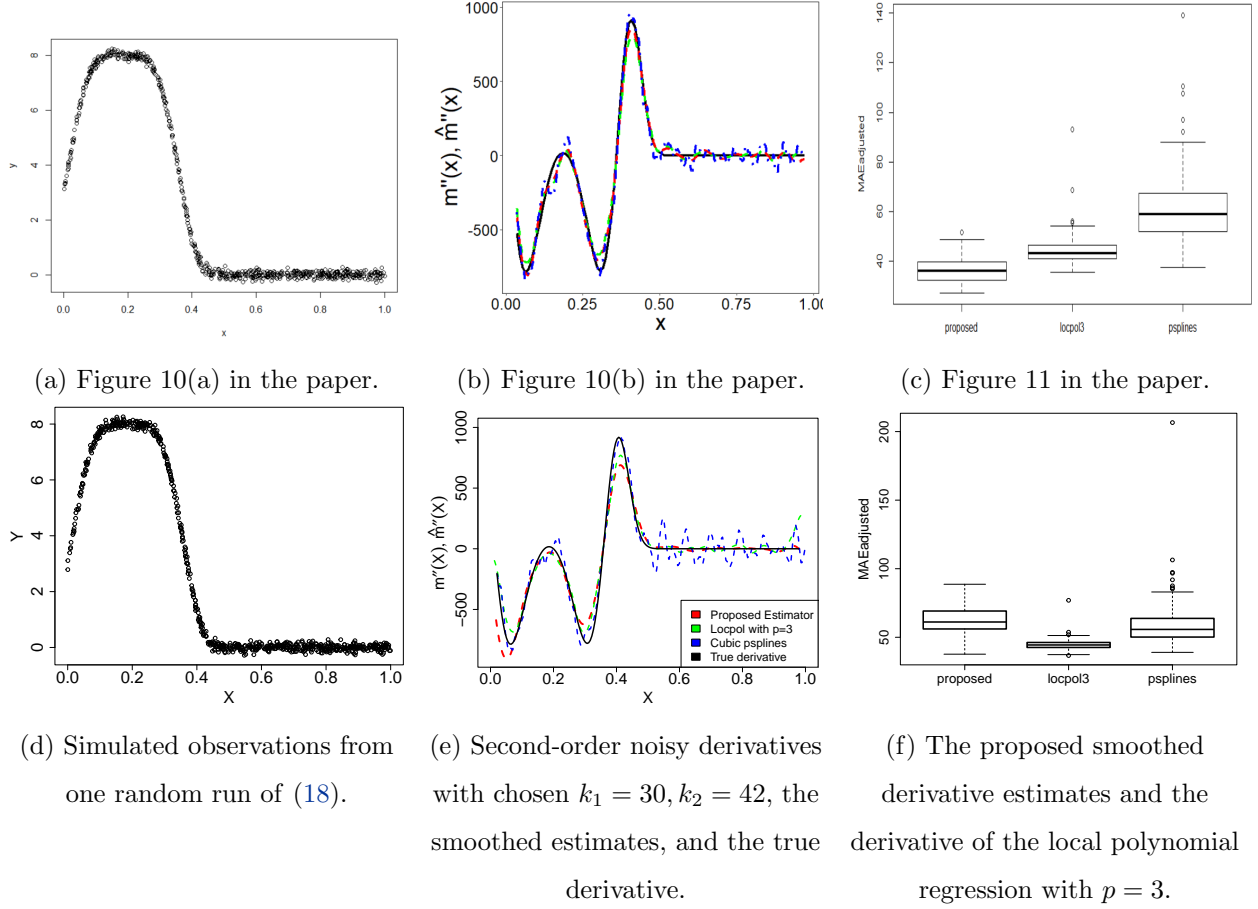 8
6
4
2
0
y
0.0 0.2 0.4 0.6 0.8 1.0
x
1000
500
0
-500
m''(x), m̂''(x)
0.00 0.25 0.50 0.75 1.00
X
140
120
100
80
60
40
MAEadjusted
proposed locpol3 psplines
(a) Figure 10(a) in the paper.
(b) Figure 10(b) in the paper.
(c) Figure 11 in the paper.
8
6
4
2
0
Y
0.0 0.2 0.4 0.6 0.8 1.0
X
1000
500
0
−500
m″(X), m̂″(X)
Proposed Estimator
Locpol with p=3
Cubic psplines
True derivative
0.0 0.2 0.4 0.6 0.8 1.0
X
200
150
100
50
MAEadjusted
proposed locpol3 psplines
(d) Simulated observations from
one random run of (18).
(e) Second-order noisy derivatives
with chosen k₁ = 30, k₂ = 42, the
smoothed estimates, and the true
derivative.
(f) The proposed smoothed
derivative estimates and the
derivative of the local polynomial
regression with p = 3.